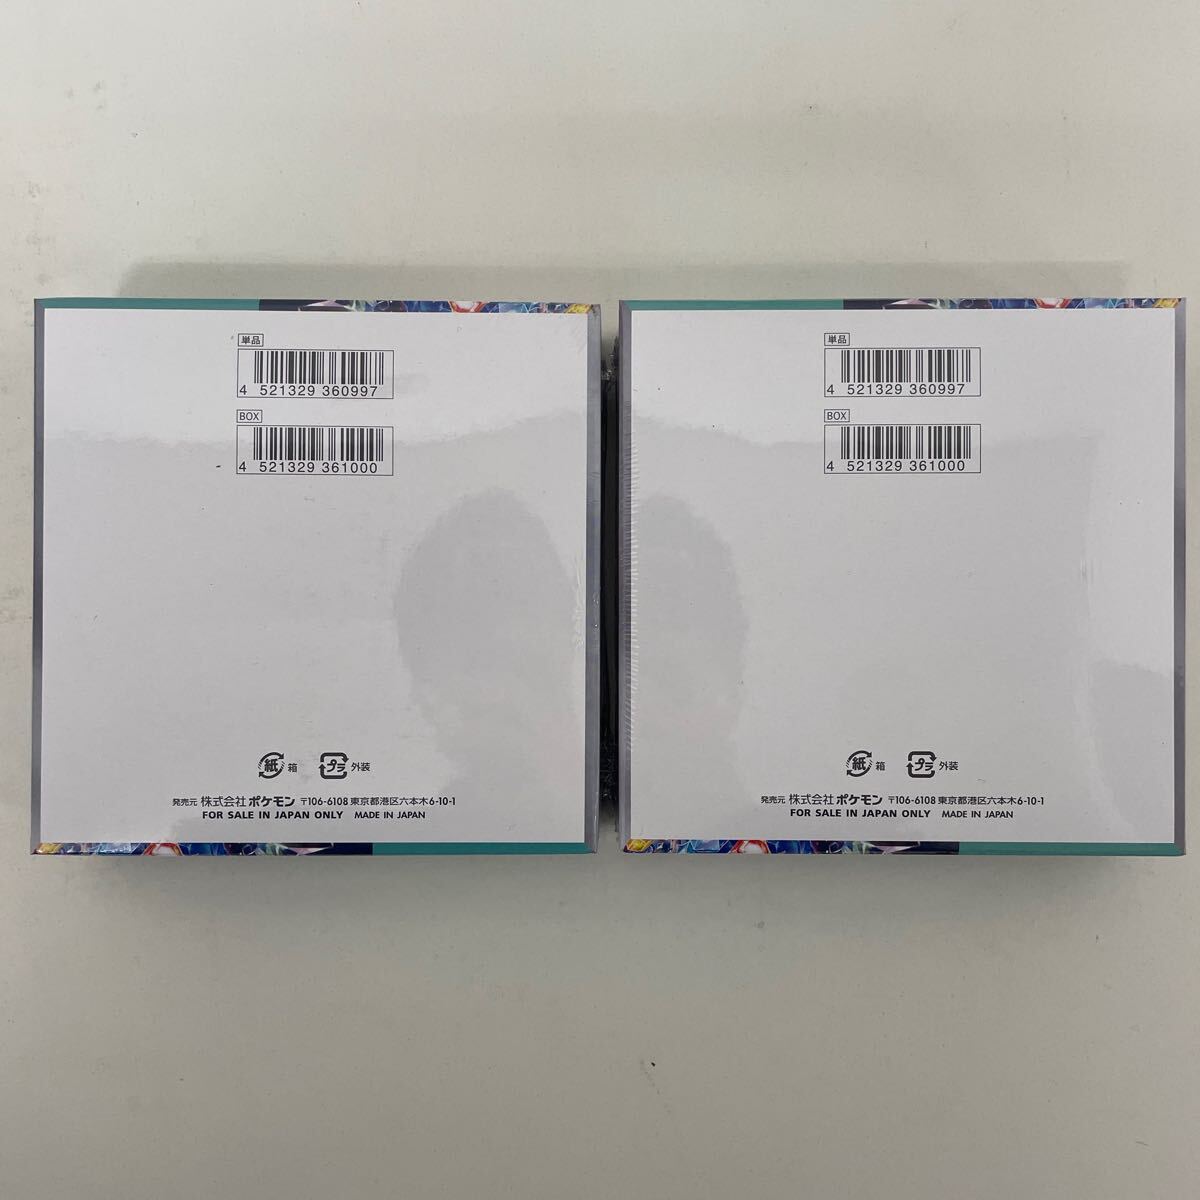 単品
4 521329 360997
BOX
4 521329 361000
紙 箱 プラ 外装
発売元 株式会社 ポケモン 〒106-6108 東京都港区六本木6-10-1
FOR SALE IN JAPAN ONLY MADE IN JAPAN
単品
4 521329 360997
BOX
4 521329 361000
紙 箱 プラ 外装
発売元 株式会社 ポケモン 〒106-6108 東京都港区六本木6-10-1
FOR SALE IN JAPAN ONLY MADE IN JAPAN